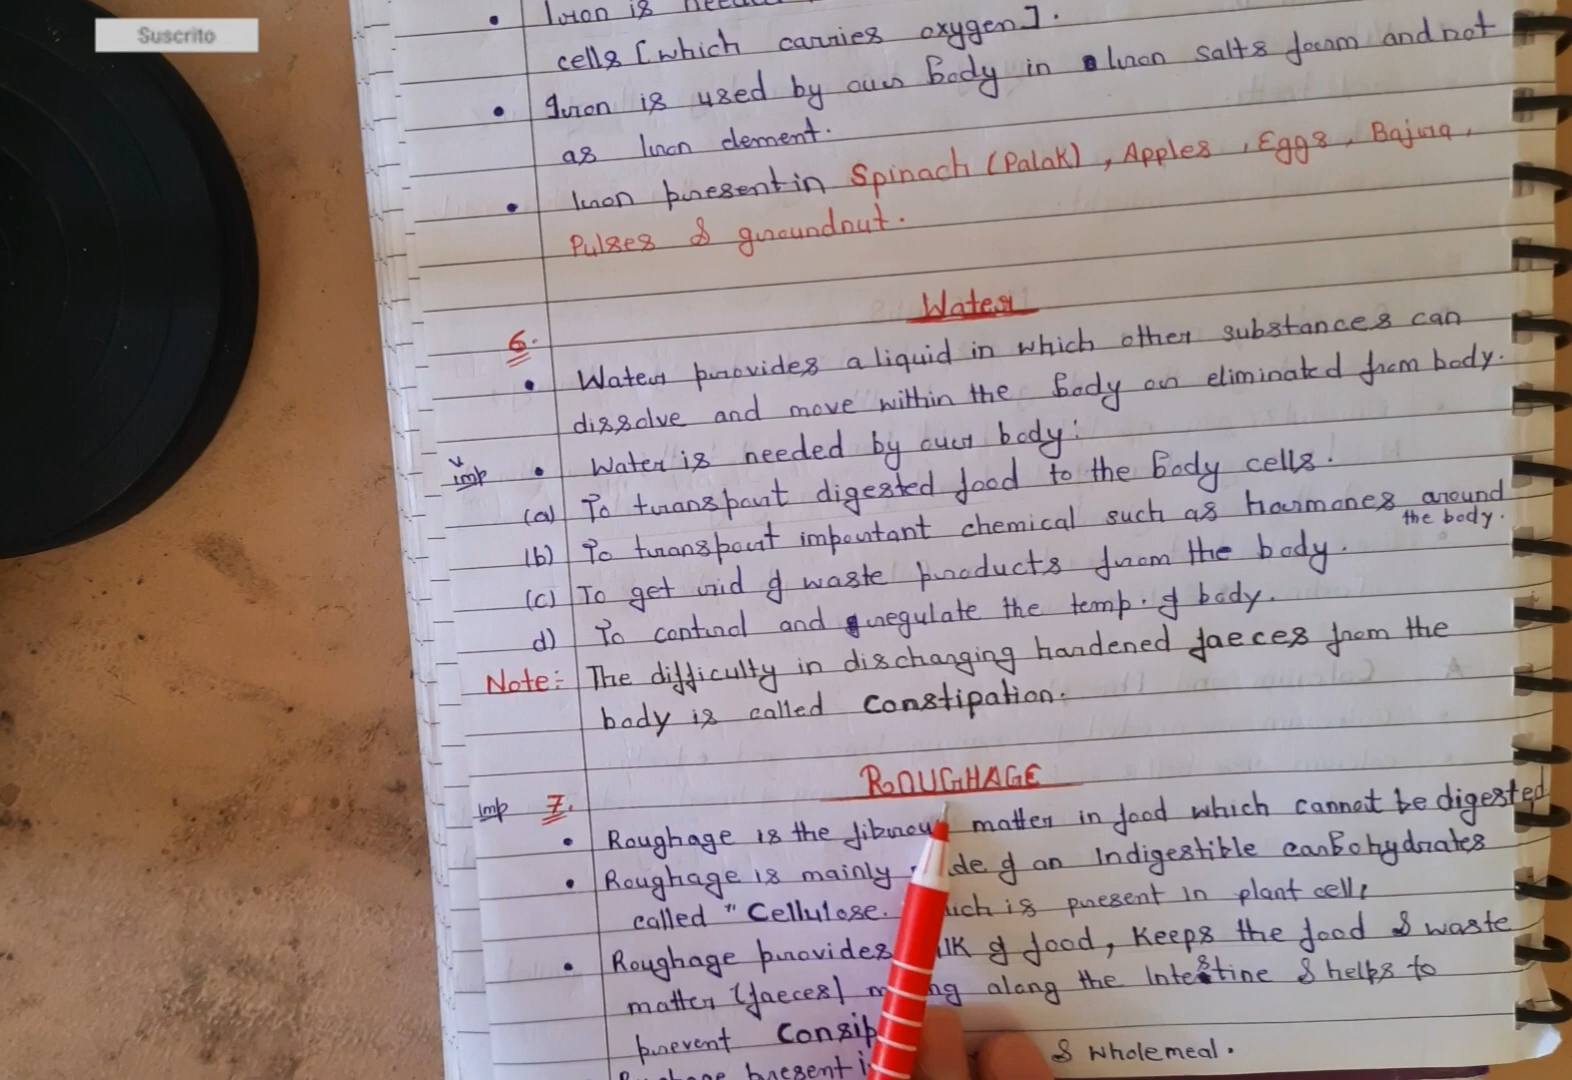 Suscrito
• Iron is
cells [which carries oxygen].
• Iron is used by our body in Iron salts form and not
as Iron element.
• Iron present in Spinach (Palak), Apples, Eggs, Bajra,
Pulses & groundnut.
Water
6.
• Water provides a liquid in which other substances can
dissolve and move within the body or eliminated from body.
imp • Water is needed by our body:
(a) To transport digested food to the body cells.
(b) To transport important chemical such as hormones around
the body.
(c) To get rid of waste products from the body.
d) To control and regulate the temp. of body.
Note:- The difficulty in discharging hardened faeces from the
body is called Constipation.
ROUGHAGE
imp 7.
• Roughage is the fibrous matter in food which cannot be digested
• Roughage is mainly of an Indigestible carbohydrates
called "Cellulose. is present in plant cell
• Roughage provides of food, Keeps the food & waste
matter (faeces) along the Intestine & helps to
prevent
present & wholemeal.